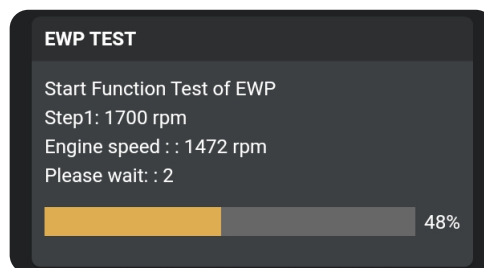 EWP TEST
Start Function Test of EWP
Step1: 1700 rpm
Engine speed : : 1472 rpm
Please wait: : 2
48%